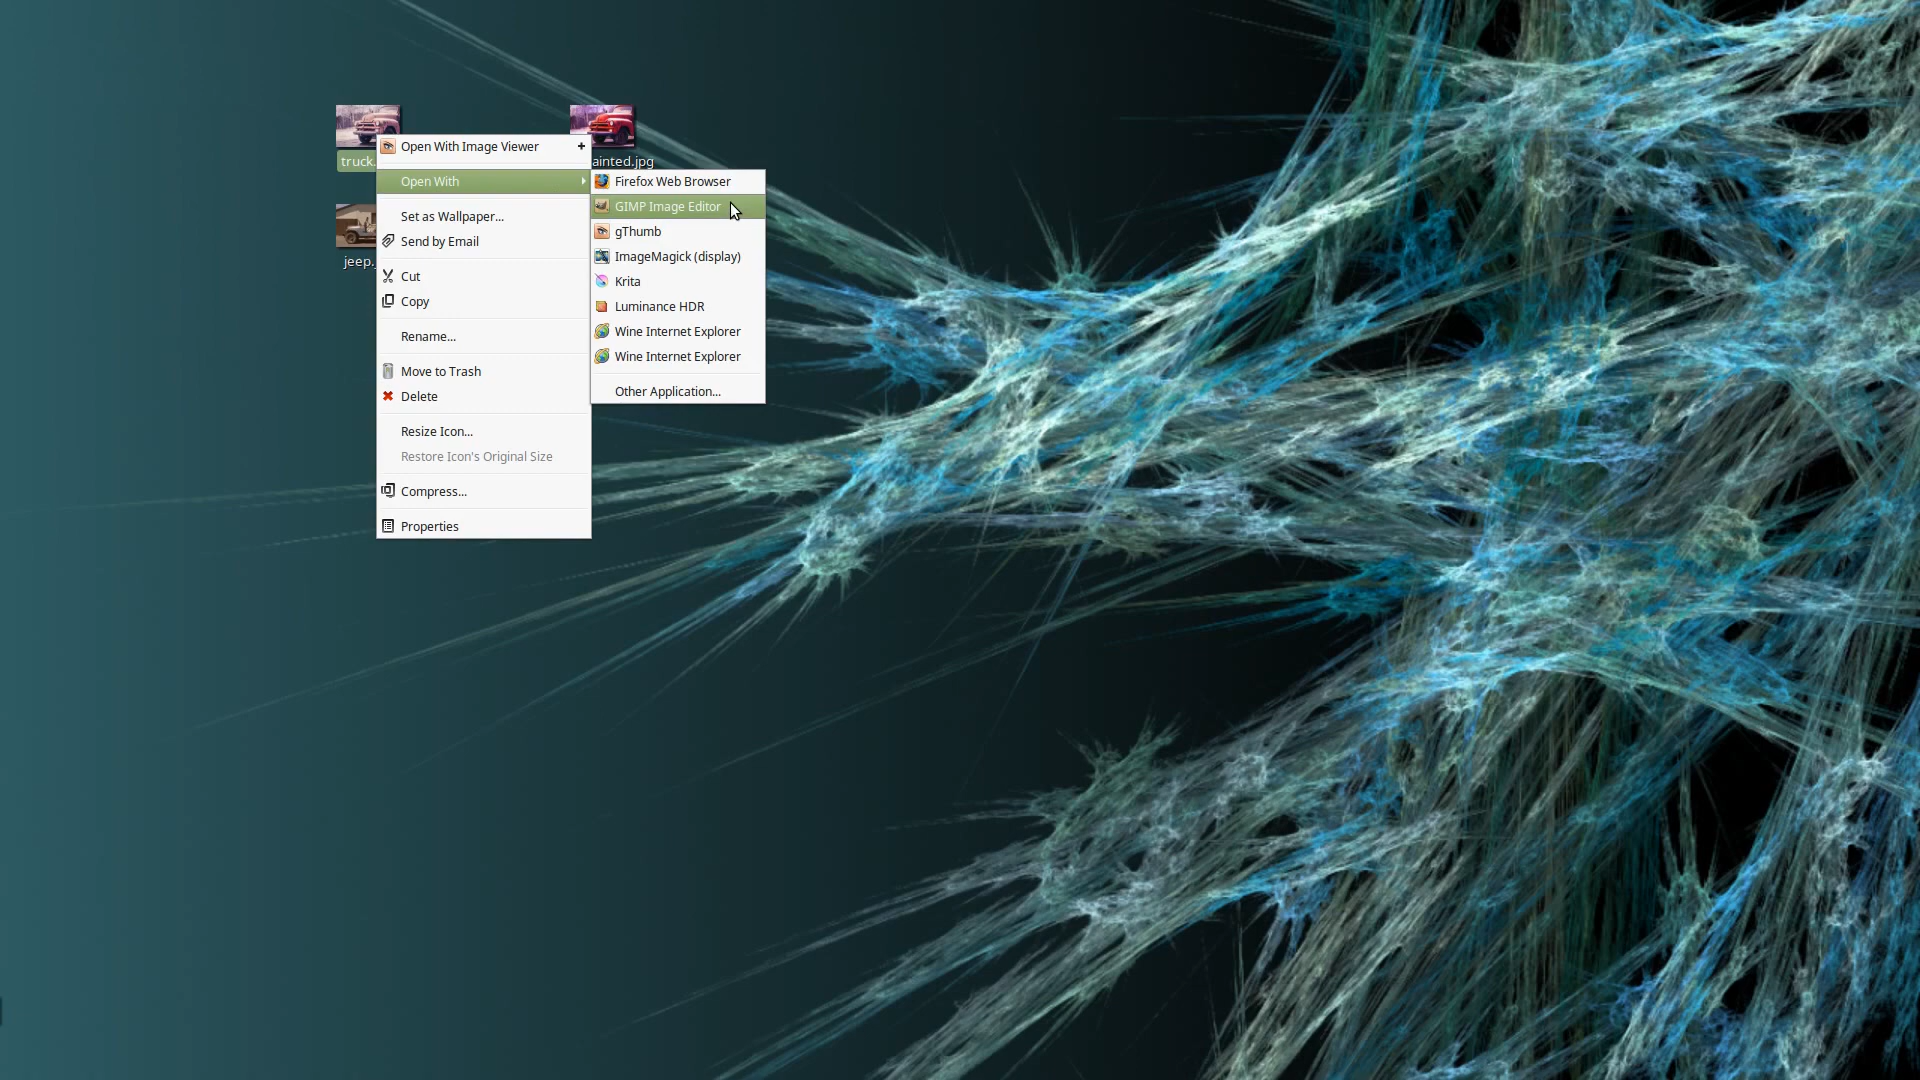 truck.
ainted.jpg
jeep.
Open With Image Viewer +
Open With
Set as Wallpaper...
Send by Email
Cut
Copy
Rename...
Move to Trash
Delete
Resize Icon...
Restore Icon's Original Size
Compress...
Properties
Firefox Web Browser
GIMP Image Editor
gThumb
ImageMagick (display)
Krita
Luminance HDR
Wine Internet Explorer
Wine Internet Explorer
Other Application...